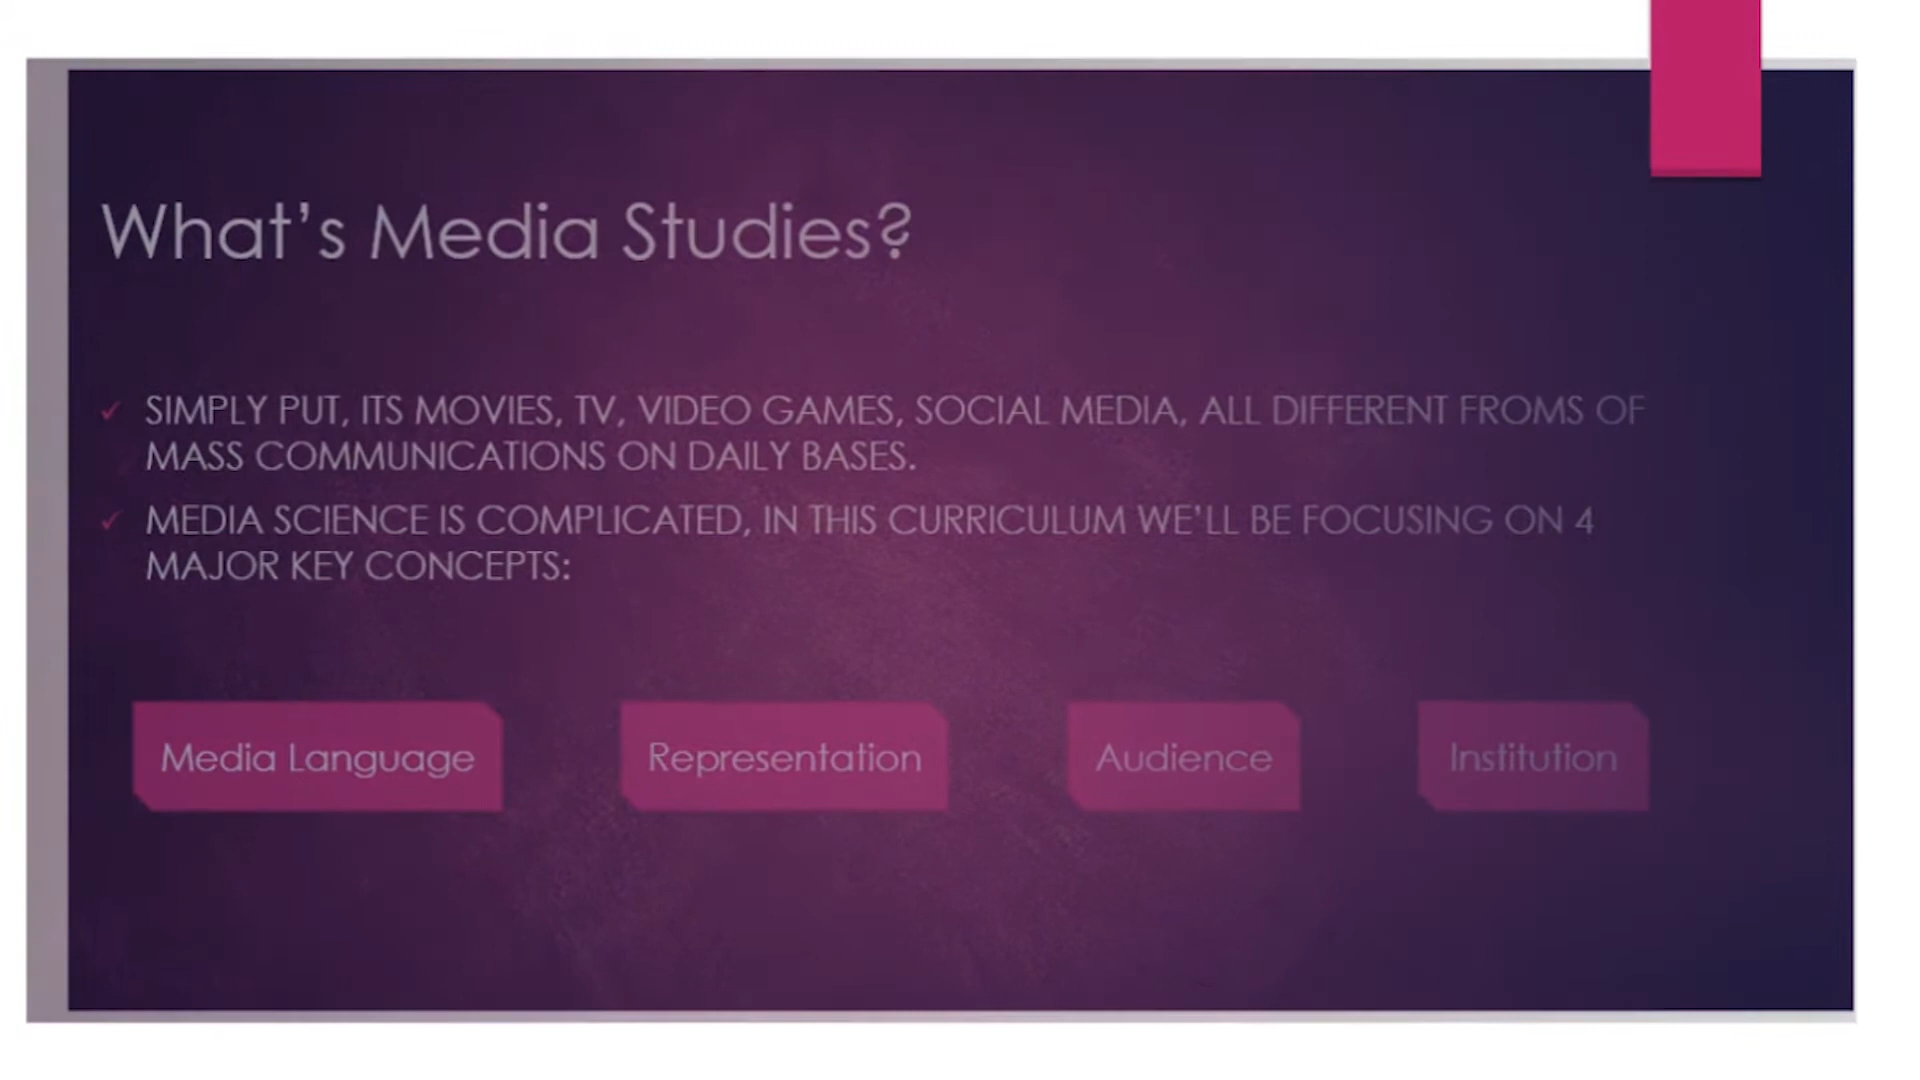 What's Media Studies?
SIMPLY PUT, ITS MOVIES, TV, VIDEO GAMES, SOCIAL MEDIA, ALL DIFFERENT FROMS OF
MASS COMMUNICATIONS ON DAILY BASES.
MEDIA SCIENCE IS COMPLICATED, IN THIS CURRICULUM WE'LL BE FOCUSING ON 4
MAJOR KEY CONCEPTS:
Media Language
Representation
Audience
Institution